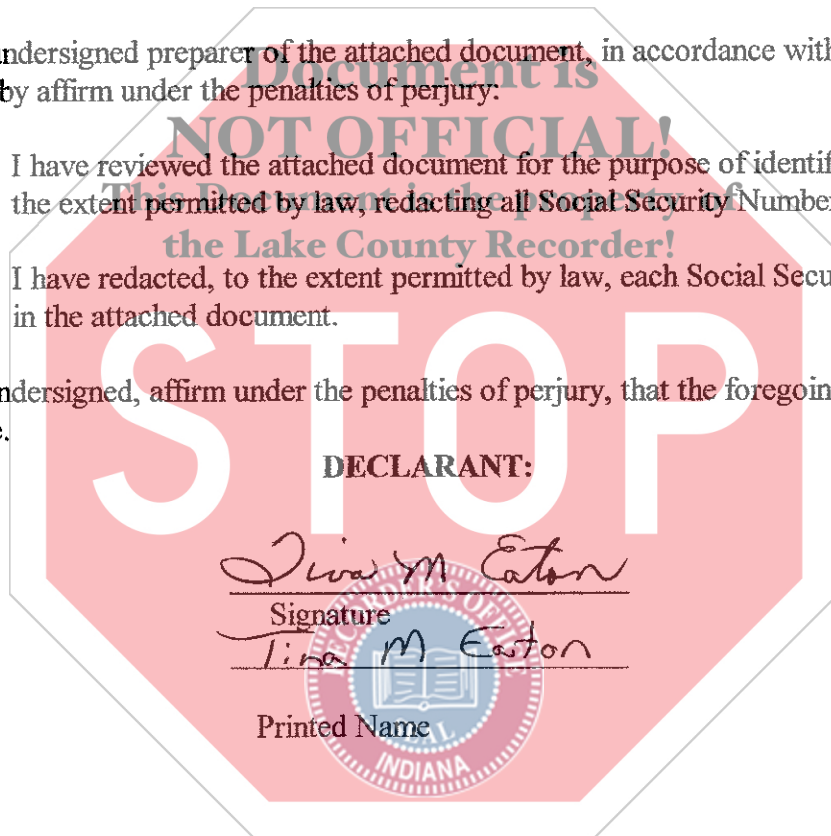 ndersigned preparer of the attached document, in accordance with
Document is
by affirm under the penalties of perjury:
NOT OFFICIAL!
I have reviewed the attached document for the purpose of identif
This Document is the property of
the extent permitted by law, redacting all Social Security Number
the Lake County Recorder!
I have redacted, to the extent permitted by law, each Social Secu
in the attached document.
STOP
ndersigned, affirm under the penalties of perjury, that the foregoin
e.
DECLARANT:
Tina M Eaton
Signature
Tina M Eaton
Printed Name
RECORDER'S OFFICE
SEAL
INDIANA